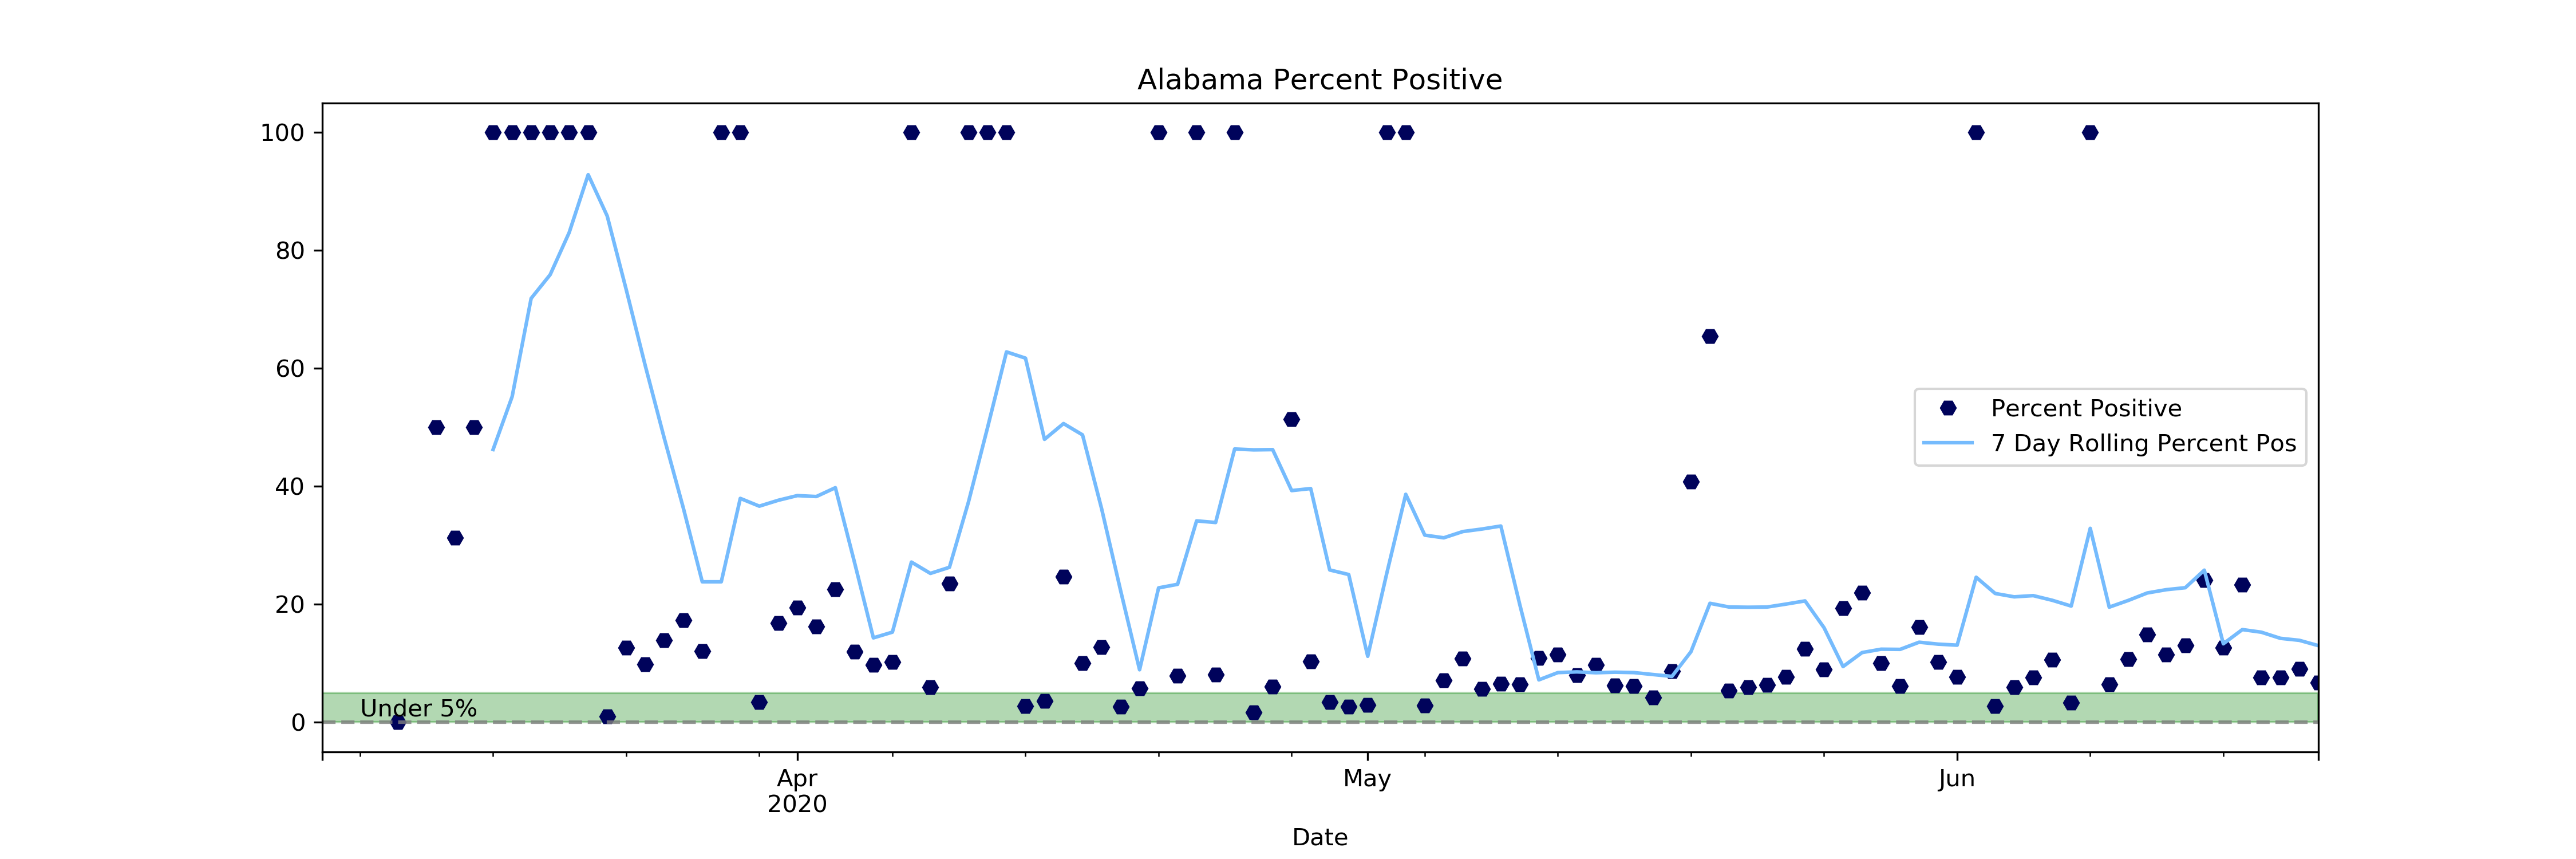 Alabama Percent Positive
100
80
60
40
20
0
Under 5%
Percent Positive
7 Day Rolling Percent Pos
Apr
2020
May
Jun
Date